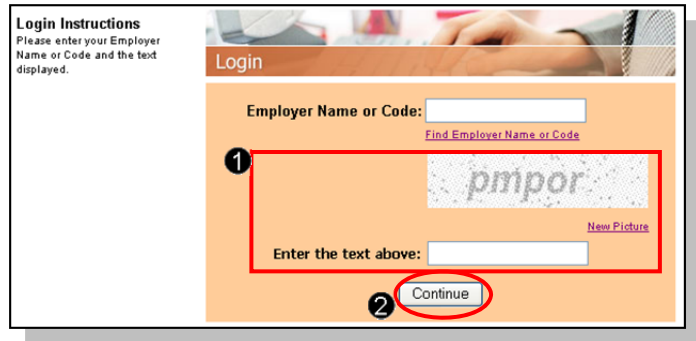 Login Instructions
Please enter your Employer
Name or Code and the text
displayed.
Login
Employer Name or Code:
Find Employer Name or Code
1
pmpor
New Picture
Enter the text above:
Continue
2